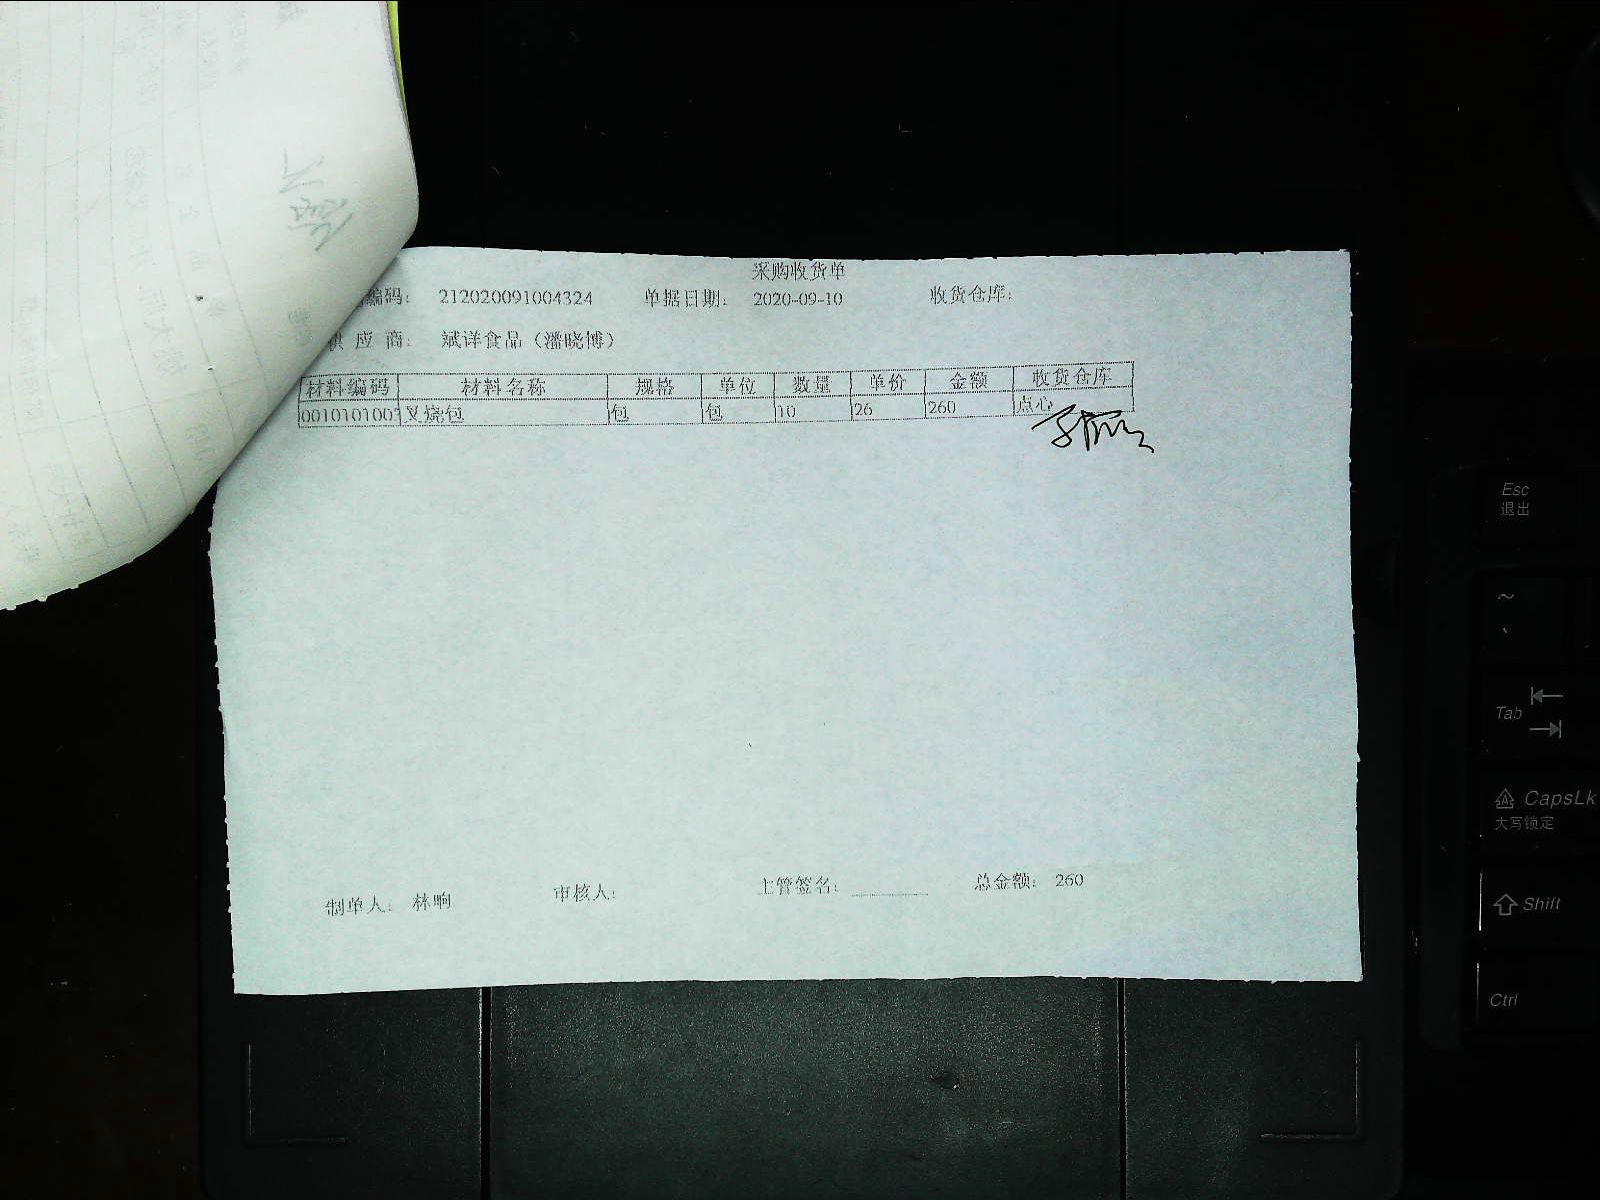 采购收货单
编码: 212020091004324 单据日期: 2020-09-10 收货仓库:
供 应 商: 斌详食品（潘晓博）
材料编码 材料名称 规格 单位 数量 单价 金额 收货仓库
0010101003 叉烧包 包 包 10 26 260 点心
制单人: 林响 审核人: 主管签名: 总金额: 260
Esc
退出
~
、
Tab
CapsLk
大写锁定
Shift
Ctrl